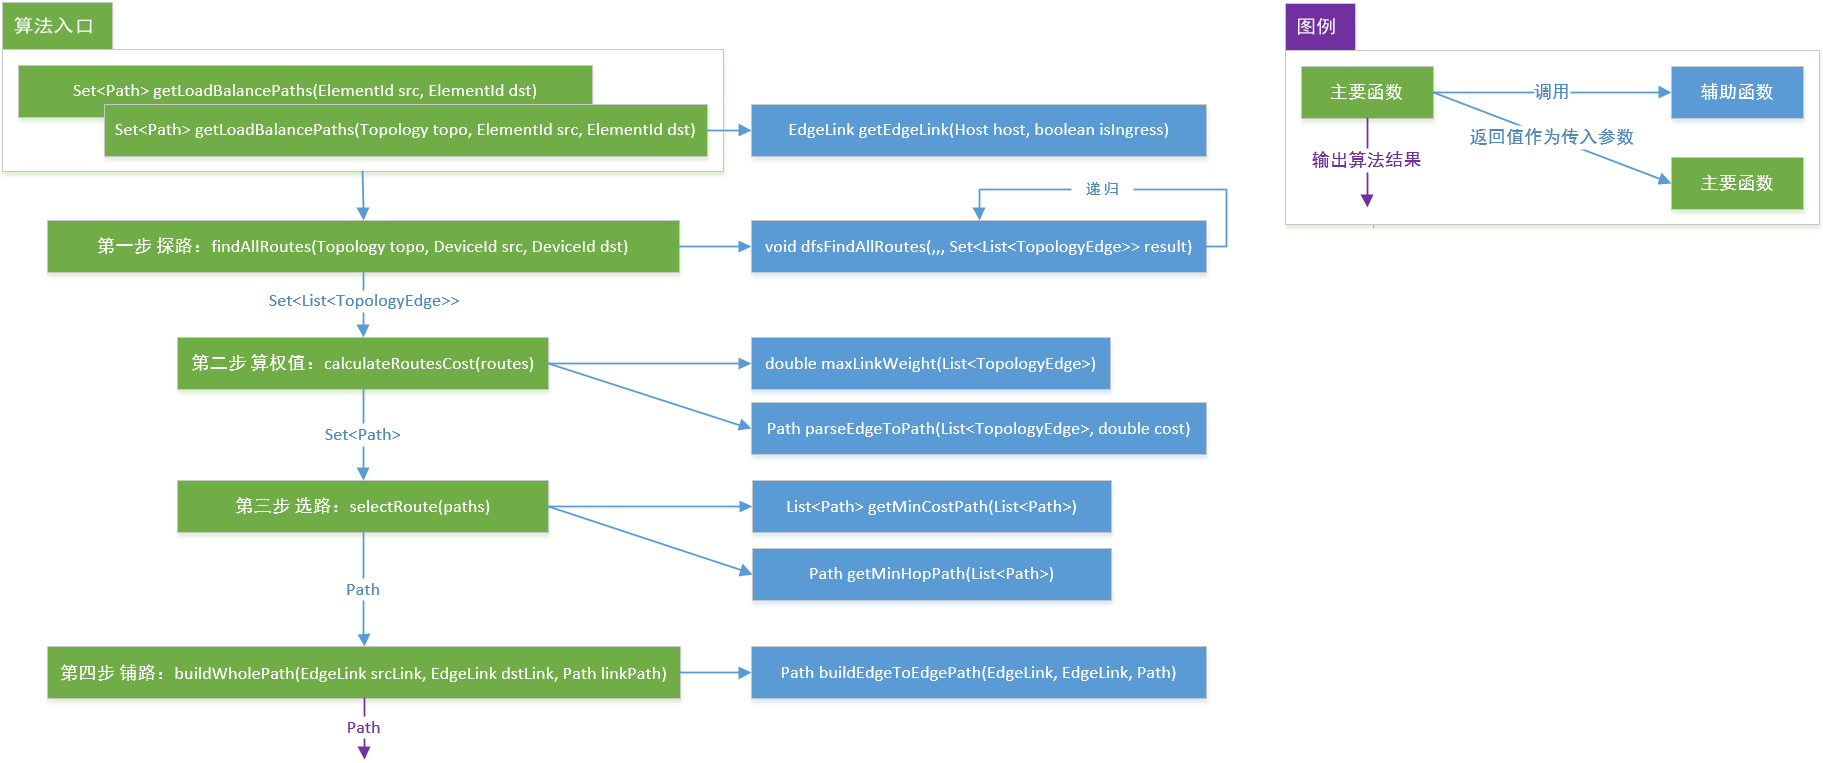 算法入口
Set<Path> getLoadBalancePaths(ElementId src, ElementId dst)
Set<Path> getLoadBalancePaths(Topology topo, ElementId src, ElementId dst)
EdgeLink getEdgeLink(Host host, boolean isIngress)
递归
第一步 探路：findAllRoutes(Topology topo, DeviceId src, DeviceId dst)
void dfsFindAllRoutes(,,, Set<List<TopologyEdge>> result)
Set<List<TopologyEdge>>
第二步 算权值：calculateRoutesCost(routes)
double maxLinkWeight(List<TopologyEdge>)
Path parseEdgeToPath(List<TopologyEdge>, double cost)
Set<Path>
第三步 选路：selectRoute(paths)
List<Path> getMinCostPath(List<Path>)
Path getMinHopPath(List<Path>)
Path
第四步 铺路：buildWholePath(EdgeLink srcLink, EdgeLink dstLink, Path linkPath)
Path buildEdgeToEdgePath(EdgeLink, EdgeLink, Path)
Path
图例
主要函数
调用
辅助函数
返回值作为传入参数
输出算法结果
主要函数